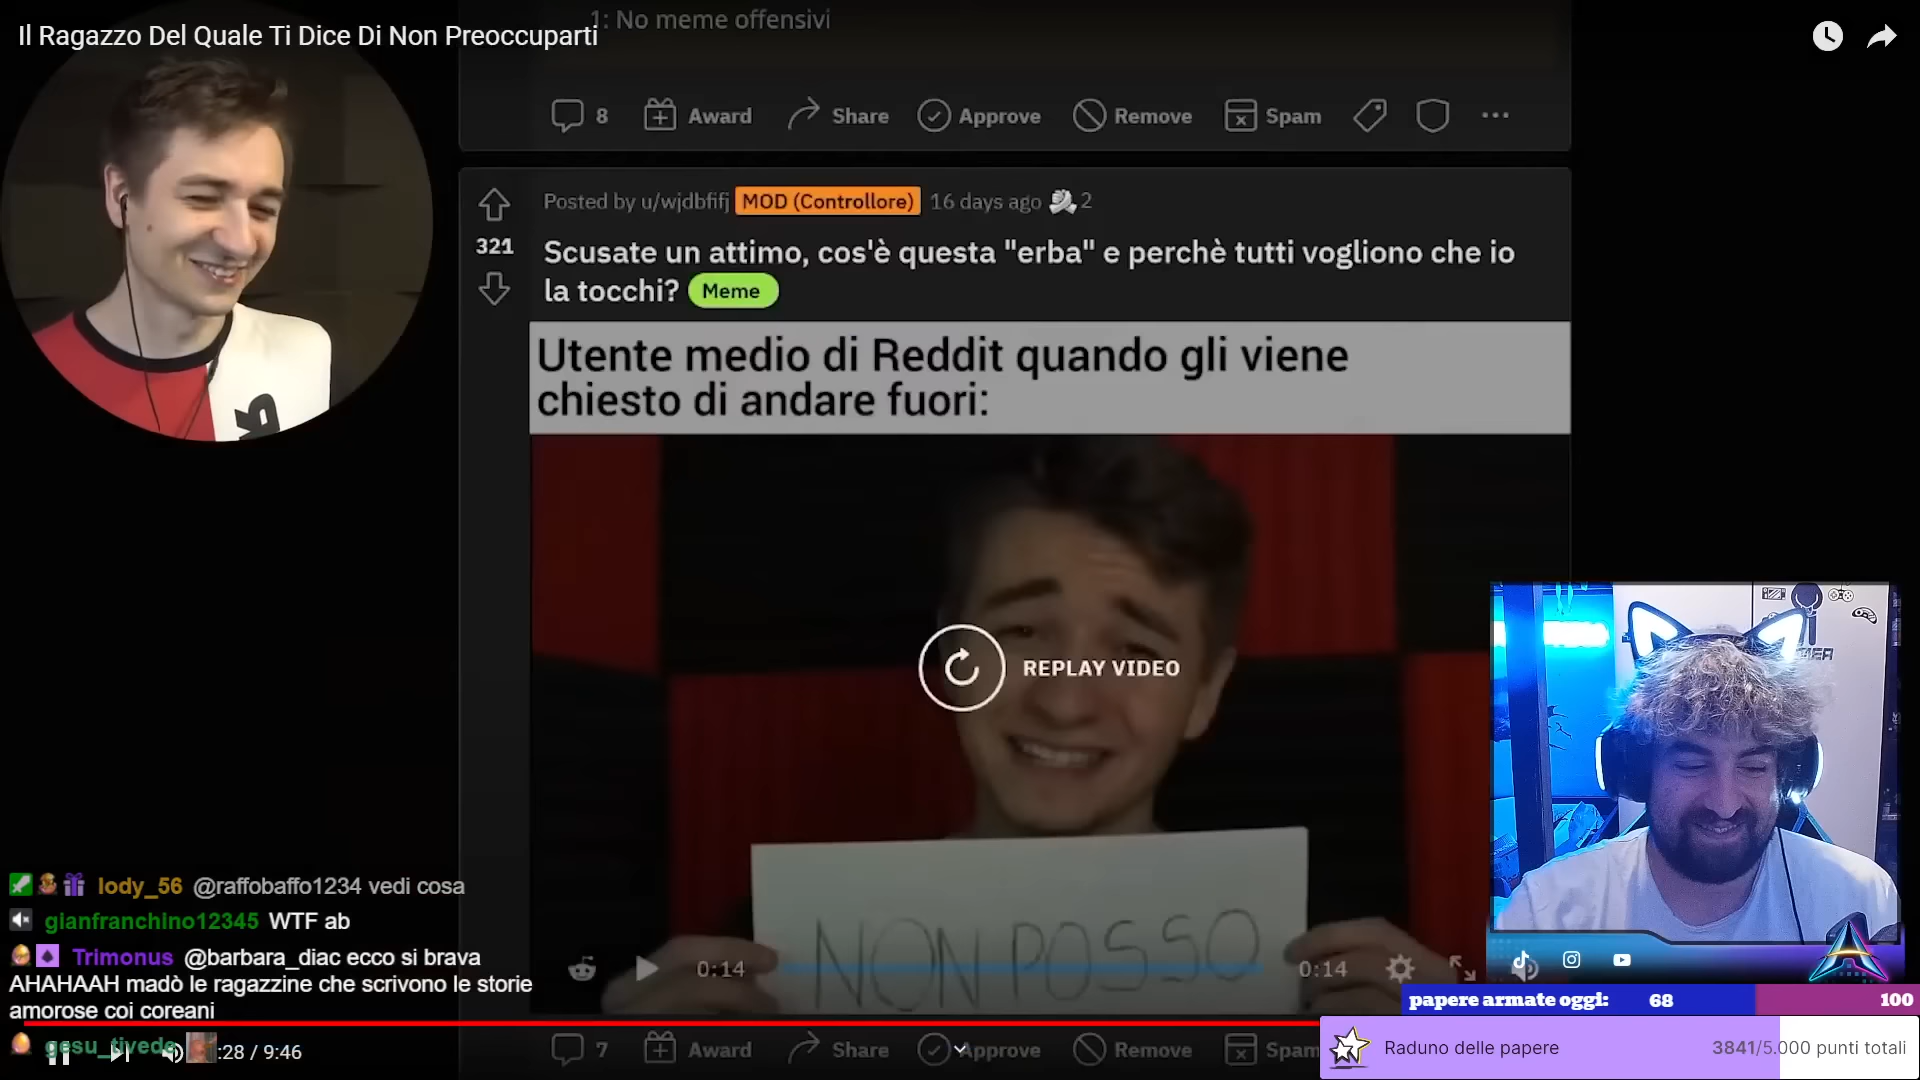 Il Ragazzo Del Quale Ti Dice Di Non Preoccuparti
1: No meme offensivi
8 Award Share Approve Remove Spam
Posted by u/wjdbfifj MOD (Controllore) 16 days ago 2
321
Scusate un attimo, cos'è questa "erba" e perchè tutti vogliono che io
la tocchi? Meme
Utente medio di Reddit quando gli viene
chiesto di andare fuori:
REPLAY VIDEO
NON POSSO
0:14 0:14
lody_56 @raffobaffo1234 vedi cosa
gianfranchino12345 WTF ab
Trimonus @barbara_diac ecco si brava
AHAHAAH madò le ragazzine che scrivono le storie
amorose coi coreani
gesu_tivede
:28 / 9:46
7 Award Share Approve Remove Spam
papere armate oggi: 68 100
Raduno delle papere 3841/5.000 punti totali